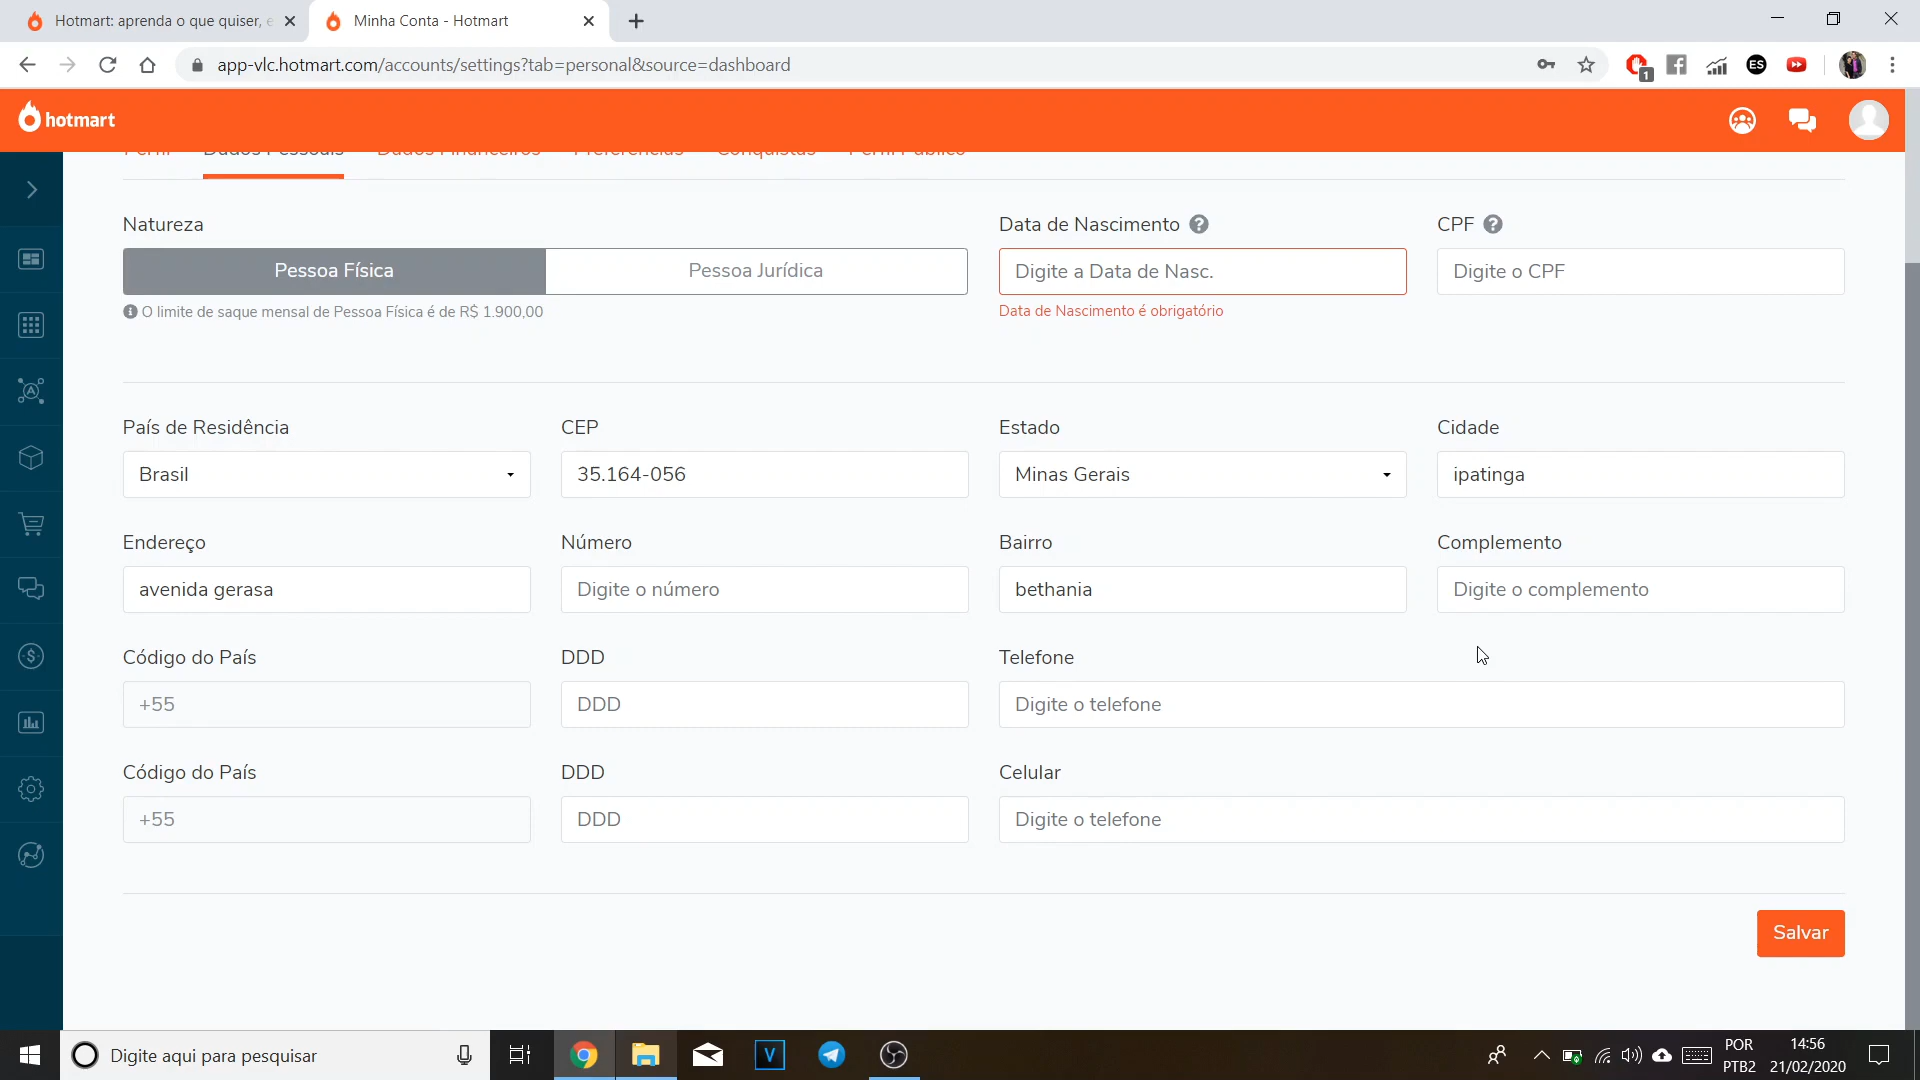 Hotmart: aprenda o que quiser, e
Minha Conta - Hotmart
app-vlc.hotmart.com/accounts/settings?tab=personal&source=dashboard
1
ES
hotmart
Perfil Dados Pessoais Dados Financeiros Preferências Conquistas Perfil Público
Natureza
Data de Nascimento ?
CPF ?
Pessoa Física
Pessoa Jurídica
Digite a Data de Nasc.
Digite o CPF
O limite de saque mensal de Pessoa Física é de R$ 1.900,00
Data de Nascimento é obrigatório
País de Residência
CEP
Estado
Cidade
Brasil
35.164-056
Minas Gerais
ipatinga
Endereço
Número
Bairro
Complemento
avenida gerasa
Digite o número
bethania
Digite o complemento
Código do País
DDD
Telefone
+55
DDD
Digite o telefone
Código do País
DDD
Celular
+55
DDD
Digite o telefone
Salvar
Digite aqui para pesquisar
V
POR
PTB2
14:56
21/02/2020